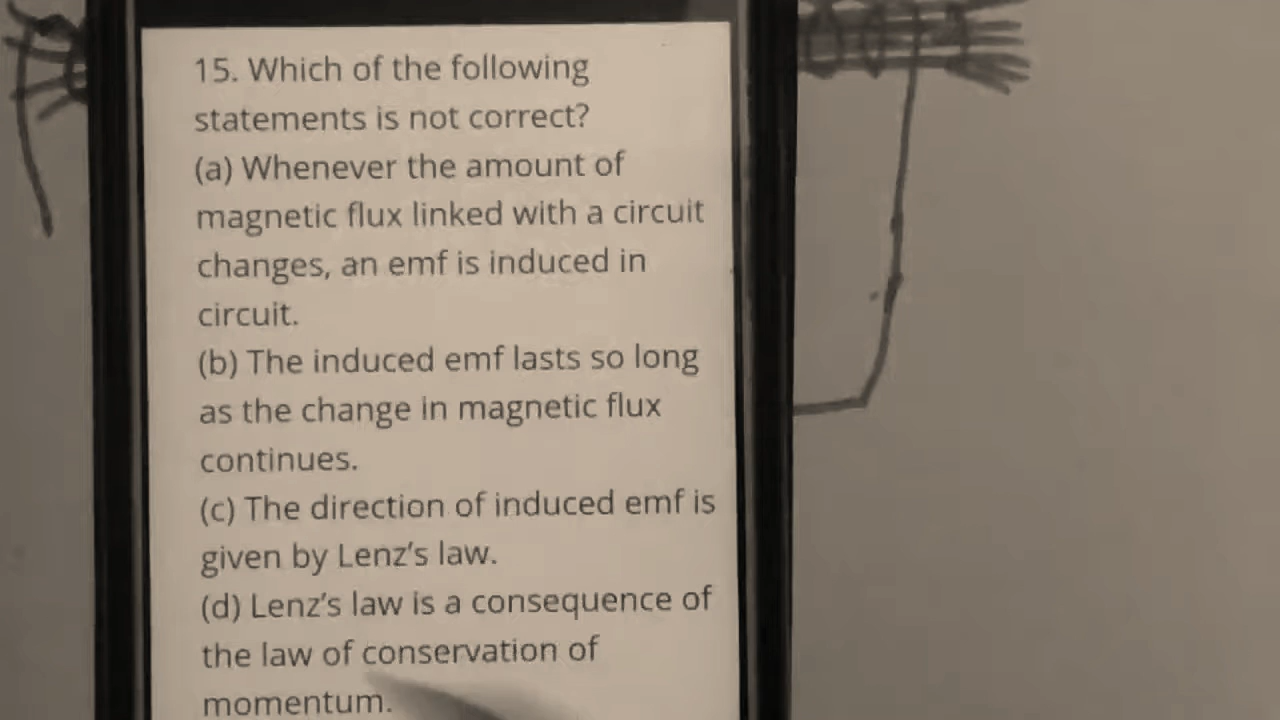 15. Which of the following
statements is not correct?
(a) Whenever the amount of
magnetic flux linked with a circuit
changes, an emf is induced in
circuit.
(b) The induced emf lasts so long
as the change in magnetic flux
continues.
(c) The direction of induced emf is
given by Lenz’s law.
(d) Lenz’s law is a consequence of
the law of conservation of
momentum.